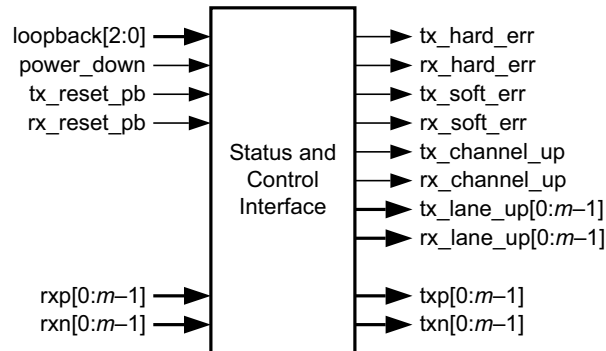 loopback[2:0]
power_down
tx_reset_pb
rx_reset_pb
rxp[0:m–1]
rxn[0:m–1]
Status and
Control
Interface
tx_hard_err
rx_hard_err
tx_soft_err
rx_soft_err
tx_channel_up
rx_channel_up
tx_lane_up[0:m–1]
rx_lane_up[0:m–1]
txp[0:m–1]
txn[0:m–1]